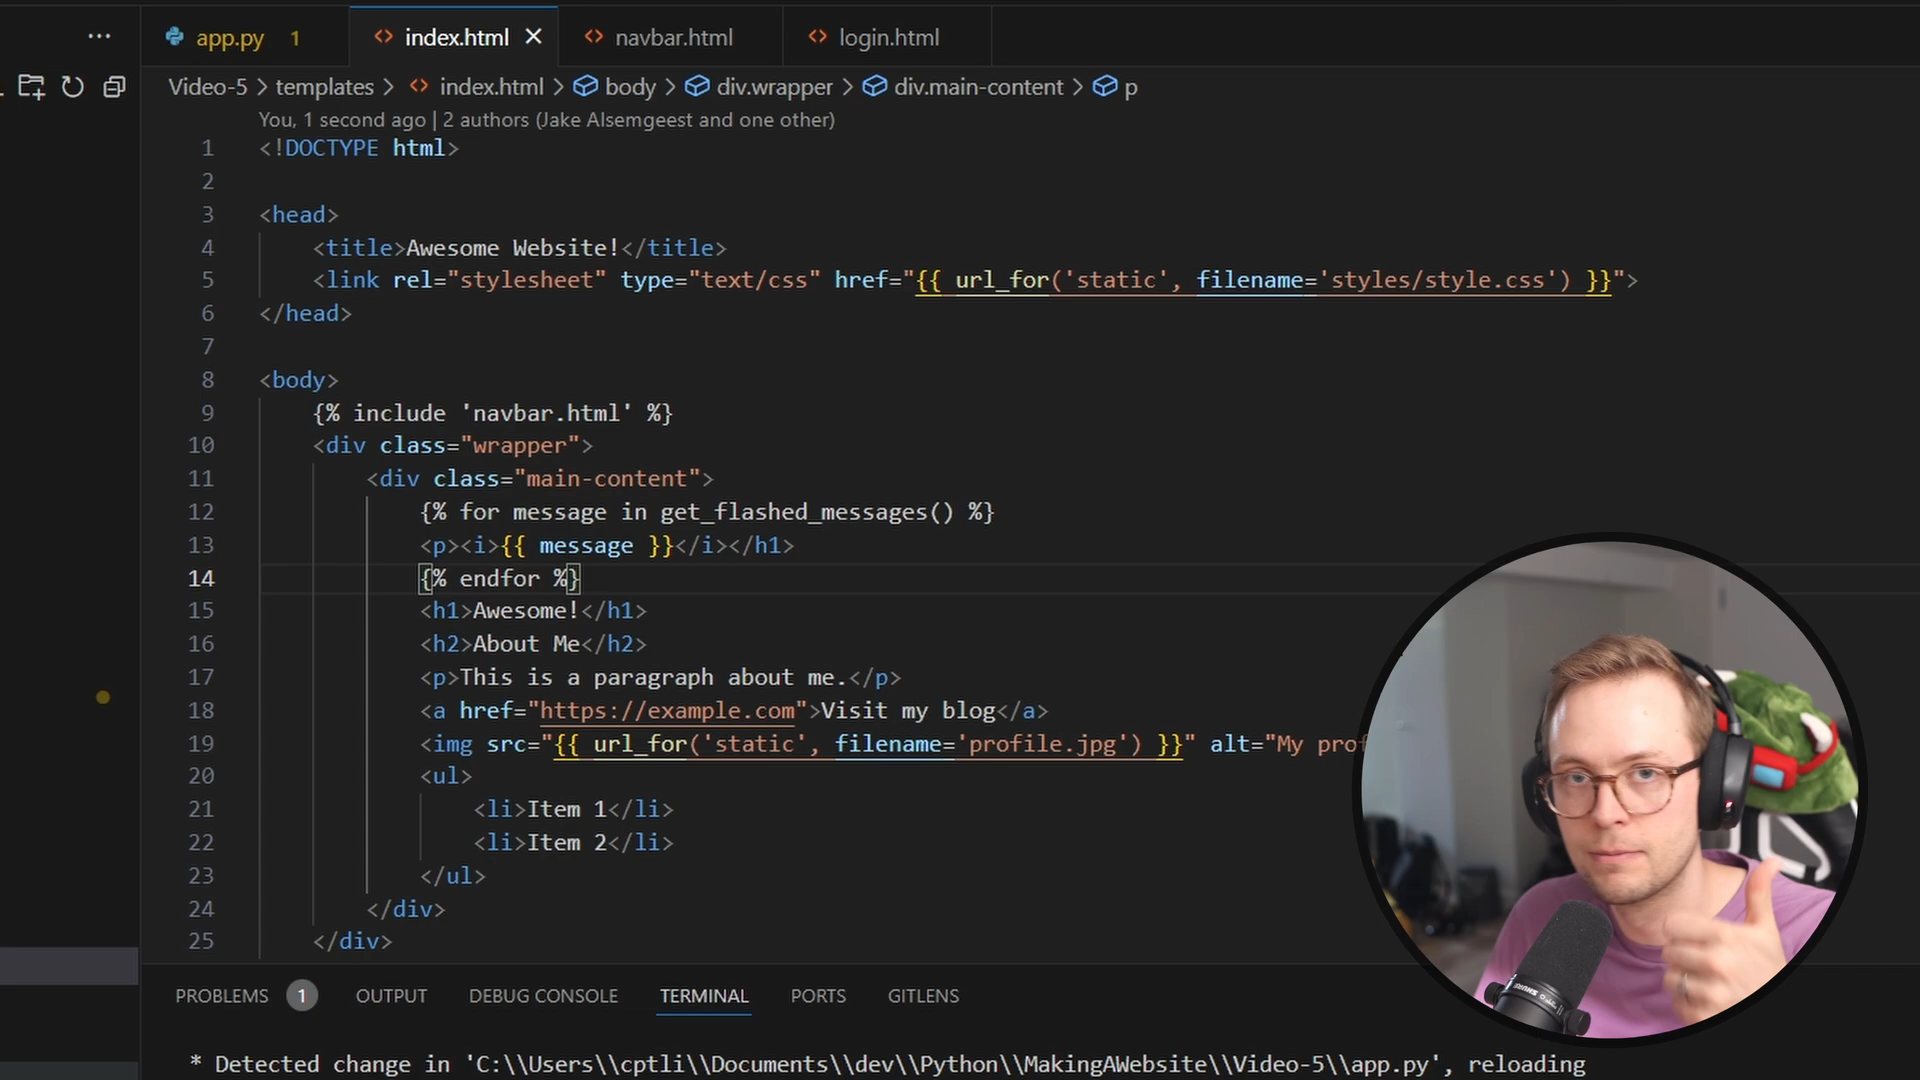 app.py 1 index.html navbar.html login.html
Video-5 > templates > index.html > body > div.wrapper > div.main-content > p
You, 1 second ago | 2 authors (Jake Alsemgeest and one other)
1 <!DOCTYPE html>
2
3 <head>
4 <title>Awesome Website!</title>
5 <link rel="stylesheet" type="text/css" href="{{ url_for('static', filename='styles/style.css') }}">
6 </head>
7
8 <body>
9 {% include 'navbar.html' %}
10 <div class="wrapper">
11 <div class="main-content">
12 {% for message in get_flashed_messages() %}
13 <p><i>{{ message }}</i></h1>
14 {% endfor %}
15 <h1>Awesome!</h1>
16 <h2>About Me</h2>
17 <p>This is a paragraph about me.</p>
18 <a href="https://example.com">Visit my blog</a>
19 <img src="{{ url_for('static', filename='profile.jpg') }}" alt="My prof
20 <ul>
21 <li>Item 1</li>
22 <li>Item 2</li>
23 </ul>
24 </div>
25 </div>
PROBLEMS 1 OUTPUT DEBUG CONSOLE TERMINAL PORTS GITLENS
* Detected change in 'C:\\Users\\cptli\\Documents\\dev\\Python\\MakingAWebsite\\Video-5\\app.py', reloading
SHURE